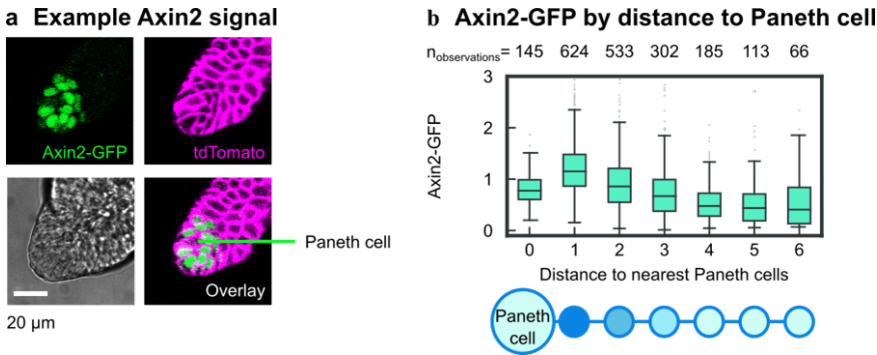 a Example Axin2 signal
Axin2-GFP
tdTomato
Overlay
Paneth cell
20 µm
b Axin2-GFP by distance to Paneth cell
nobservations= 145 624 533 302 185 113 66
Axin2-GFP
3
2
1
0
0 1 2 3 4 5 6
Distance to nearest Paneth cells
Paneth
cell